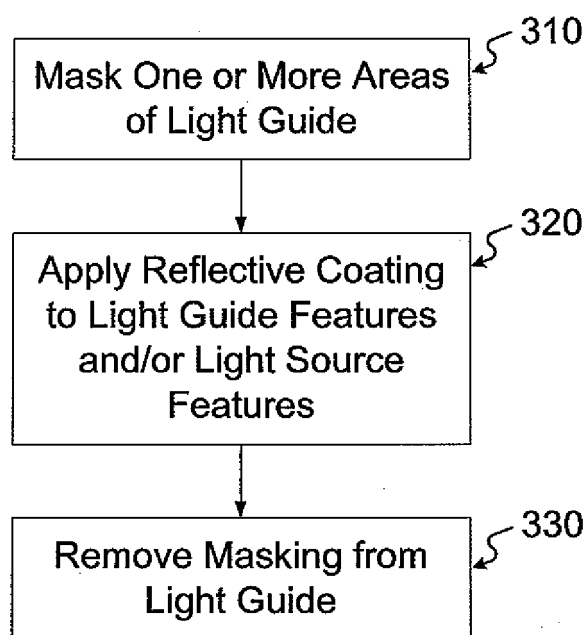 310
Mask One or More Areas
of Light Guide
320
Apply Reflective Coating
to Light Guide Features
and/or Light Source
Features
330
Remove Masking from
Light Guide